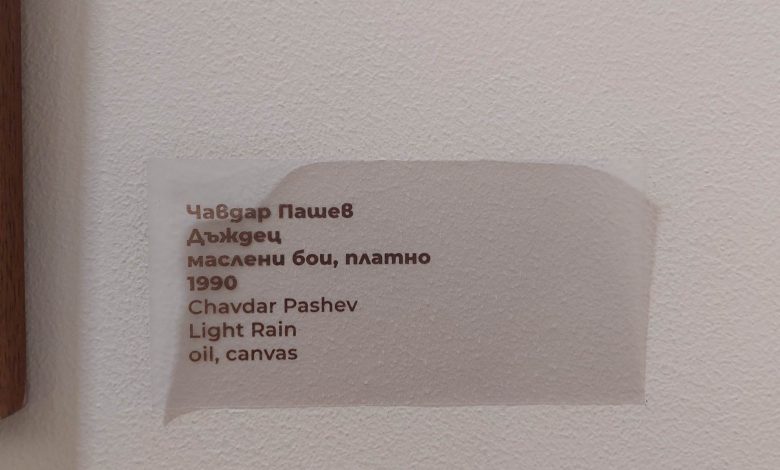 Чавдар Пашев
Дъждец
маслени бои, платно
1990
Chavdar Pashev
Light Rain
oil, canvas